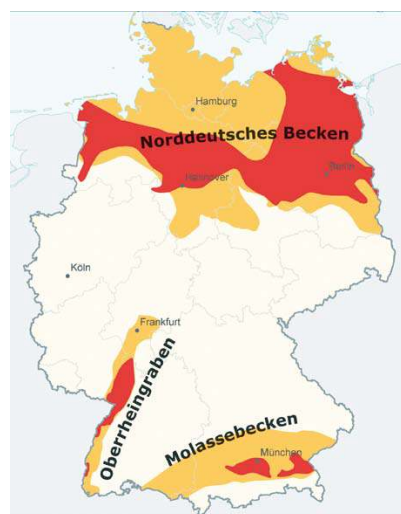 Hamburg
Norddeutsches Becken
Berlin
Hannover
Köln
Frankfurt
Oberrheingraben
Molassebecken
München